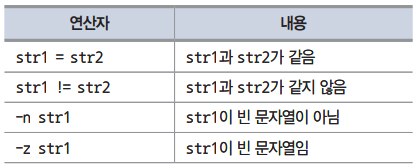 연산자 내용
str1 = str2 str1과 str2가 같음
str1 != str2 str1과 str2가 같지 않음
-n str1 str1이 빈 문자열이 아님
-z str1 str1이 빈 문자열임